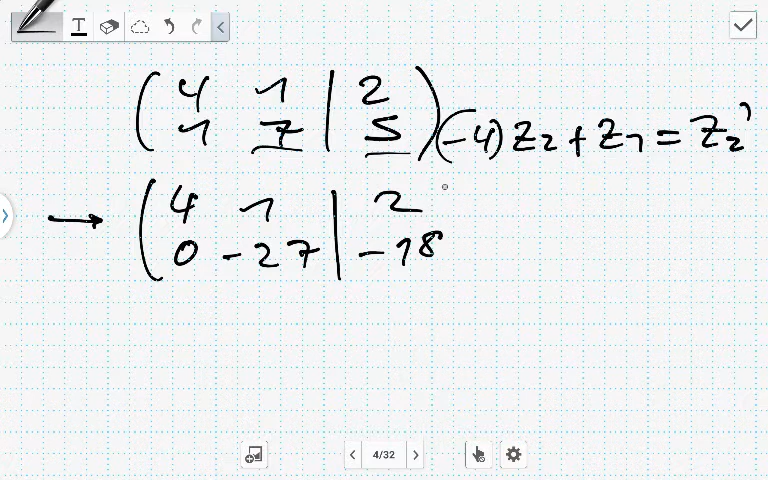 T
( 4 1 | 2 )
( 1 7 | 5 ) (-4) Z₂ + Z₁ = Z₂'
→ ( 4 1 | 2
( 0 -27 | -18
4/32